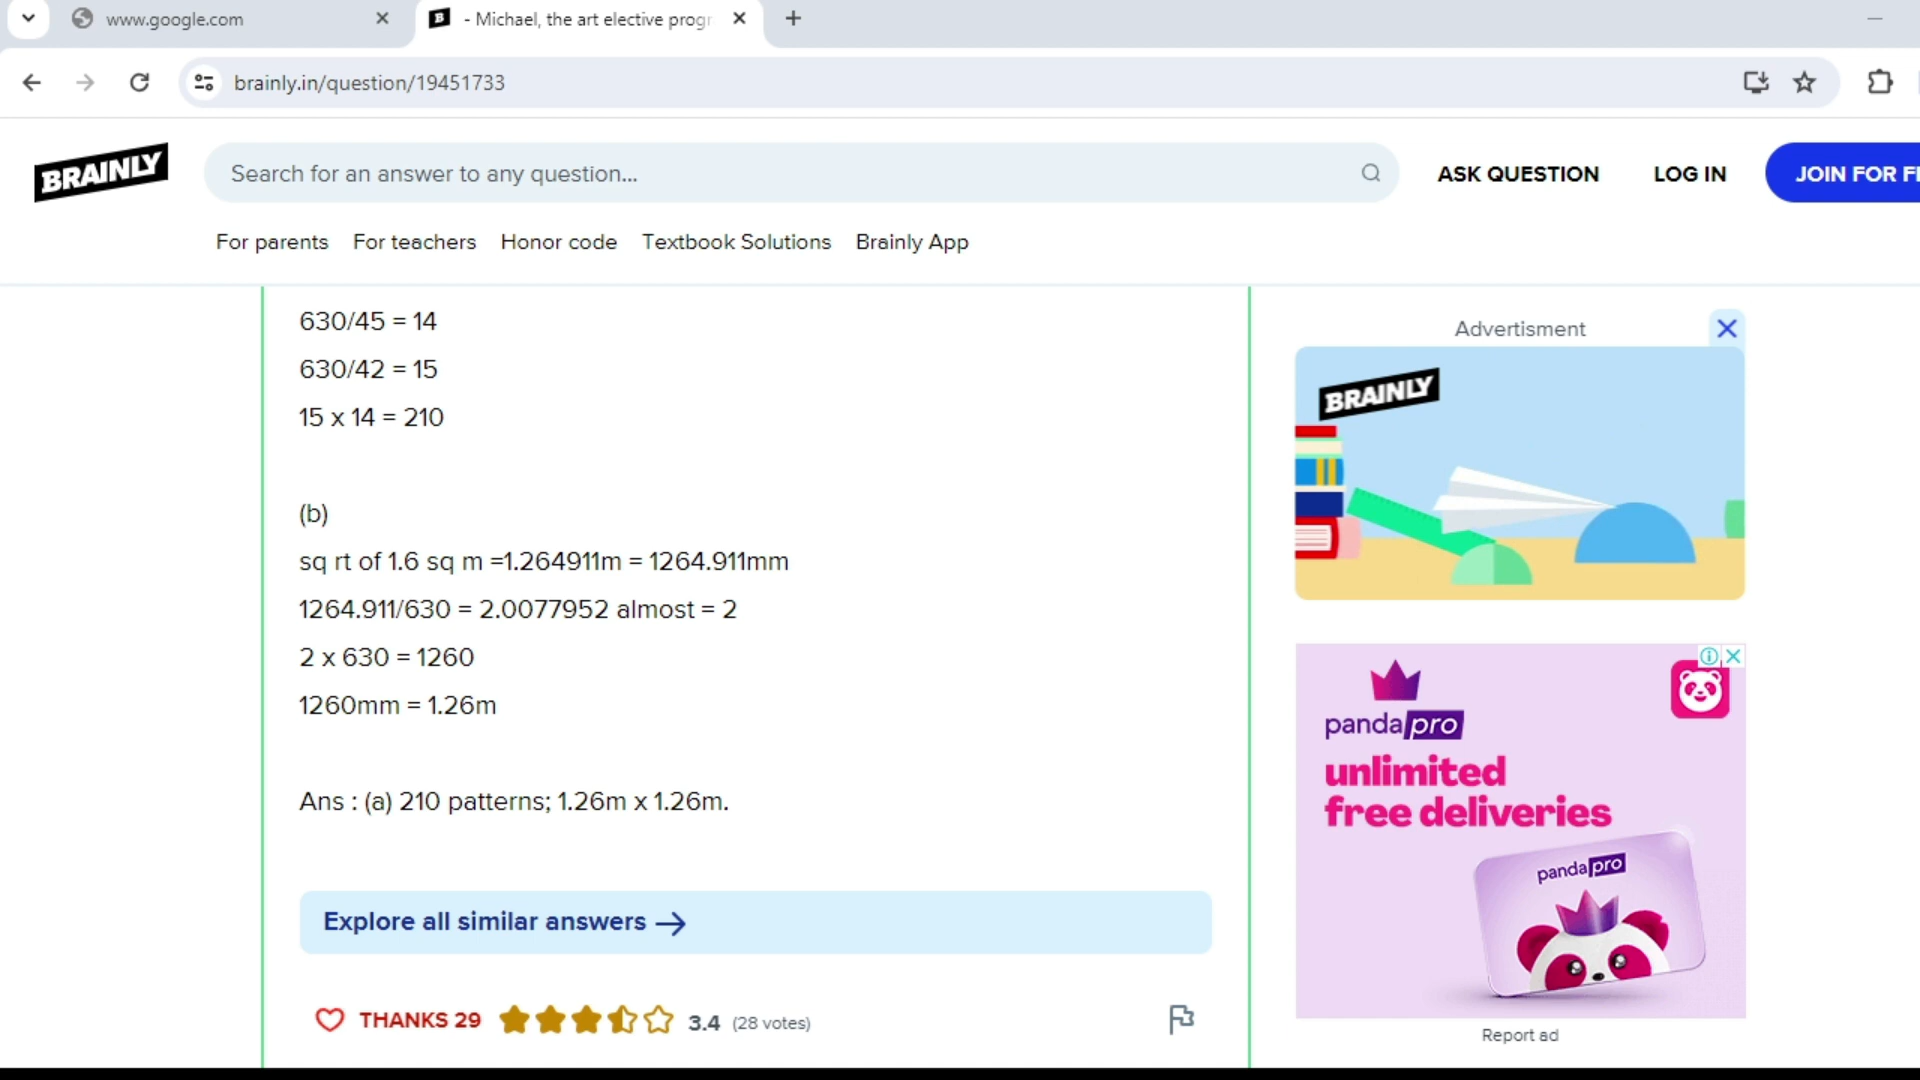 www.google.com
- Michael, the art elective progr
brainly.in/question/19451733
BRAINLY
Search for an answer to any question...
ASK QUESTION
LOG IN
JOIN FOR FR
For parents
For teachers
Honor code
Textbook Solutions
Brainly App
630/45 = 14
630/42 = 15
15 x 14 = 210
(b)
sq rt of 1.6 sq m =1.264911m = 1264.911mm
1264.911/630 = 2.0077952 almost = 2
2 x 630 = 1260
1260mm = 1.26m
Ans : (a) 210 patterns; 1.26m x 1.26m.
Explore all similar answers
THANKS 29
3.4 (28 votes)
Advertisment
BRAINLY
pandapro
unlimited
free deliveries
pandapro
Report ad